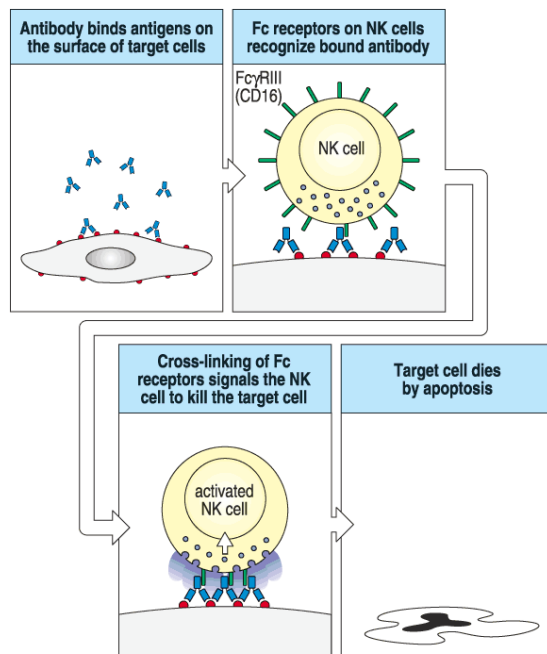 Antibody binds antigens on
the surface of target cells
Fc receptors on NK cells
recognize bound antibody
FcγRIII
(CD16)
NK cell
Cross-linking of Fc
receptors signals the NK
cell to kill the target cell
activated
NK cell
Target cell dies
by apoptosis